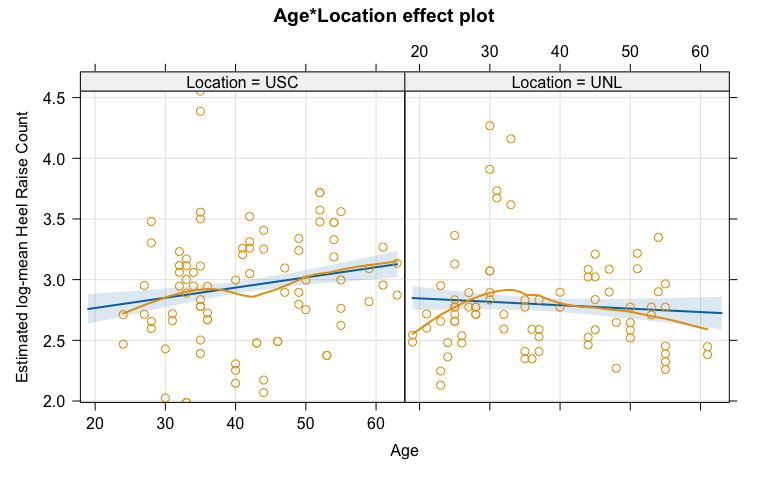 Age*Location effect plot
20 30 40 50 60
Location = USC Location = UNL
4.5
4.0
3.5
3.0
2.5
2.0
Estimated log-mean Heel Raise Count
20 30 40 50 60
Age